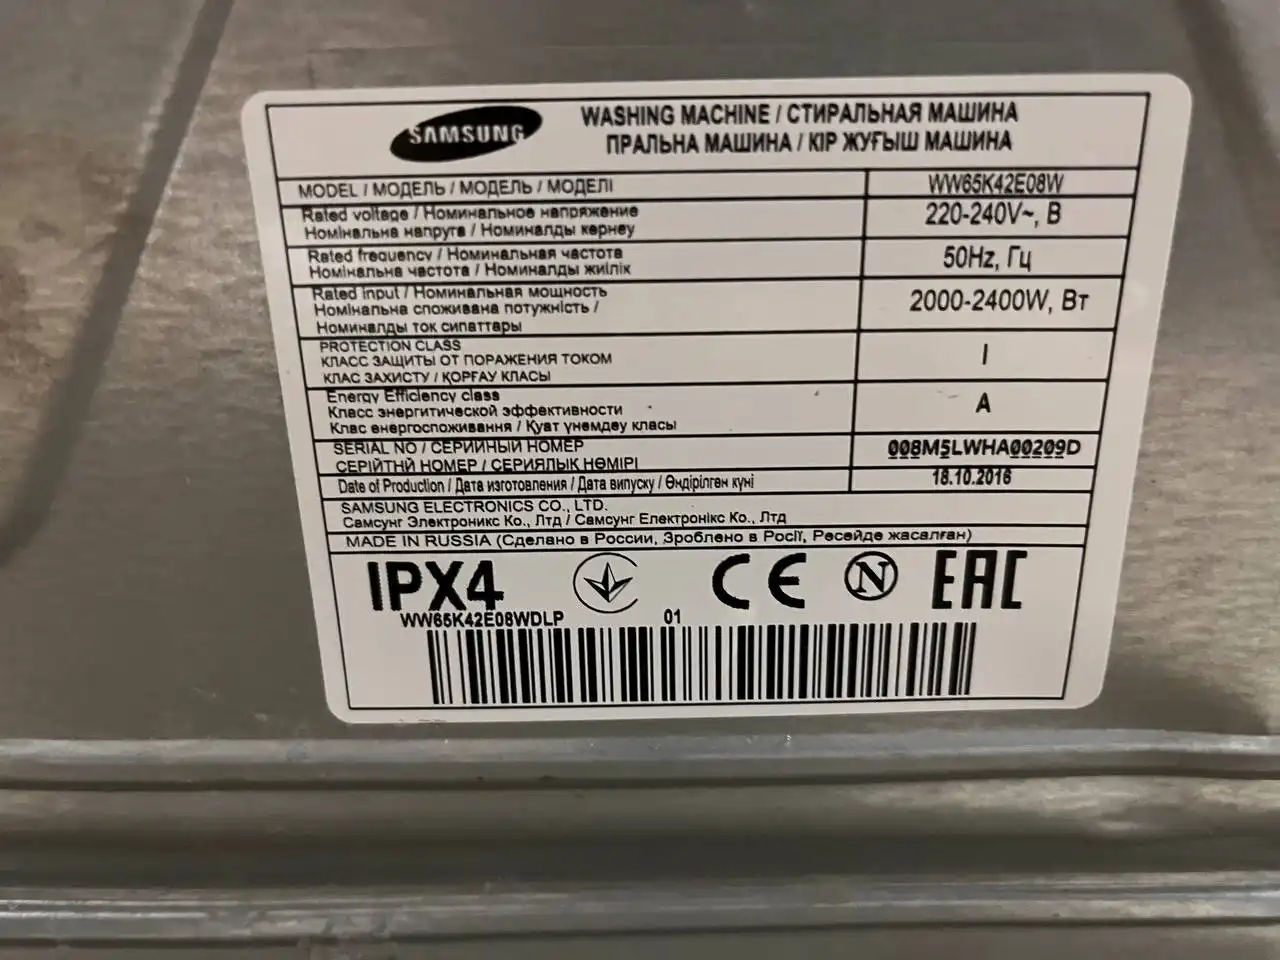 SAMSUNG
WASHING MACHINE / СТИРАЛЬНАЯ МАШИНА
ПРАЛЬНА МАШИНА / КІР ЖУҒЫШ МАШИНА
MODEL / МОДЕЛЬ / МОДЕЛЬ / МОДЕЛІ
WW65K42E08W
Rated voltage / Номинальное напряжение
Номінальна напруга / Номиналды кернеу
220-240V~, В
Rated frequency / Номинальная частота
Номінальна частота / Номиналды жиілік
50Hz, Гц
Rated input / Номинальная мощность
Номінальна споживана потужність /
Номиналды ток сипаттары
2000-2400W, Вт
PROTECTION CLASS
КЛАСС ЗАЩИТЫ ОТ ПОРАЖЕНИЯ ТОКОМ
КЛАС ЗАХИСТУ / ҚОРҒАУ КЛАСЫ
I
Energy Efficiency class
Класс энергитической эффективности
Клас енергоспоживання / Қуат үнемдеу класы
A
SERIAL NO / СЕРИЙНЫЙ НОМЕР
СЕРІЙТНЙ НОМЕР / СЕРИЯЛЫК НӨМІРІ
008M5LWHA00209D
Date of Production / Дата изготовления / Дата випуску / Өндірілген күні
18.10.2016
SAMSUNG ELECTRONICS CO., LTD.
Самсунг Электроникс Ко., Лтд / Самсунг Електронікс Ко., Лтд
MADE IN RUSSIA (Сделано в России, Зроблено в Росії, Ресейде жасалған)
IPX4
CE
N
EAC
WW65K42E08WDLP 01